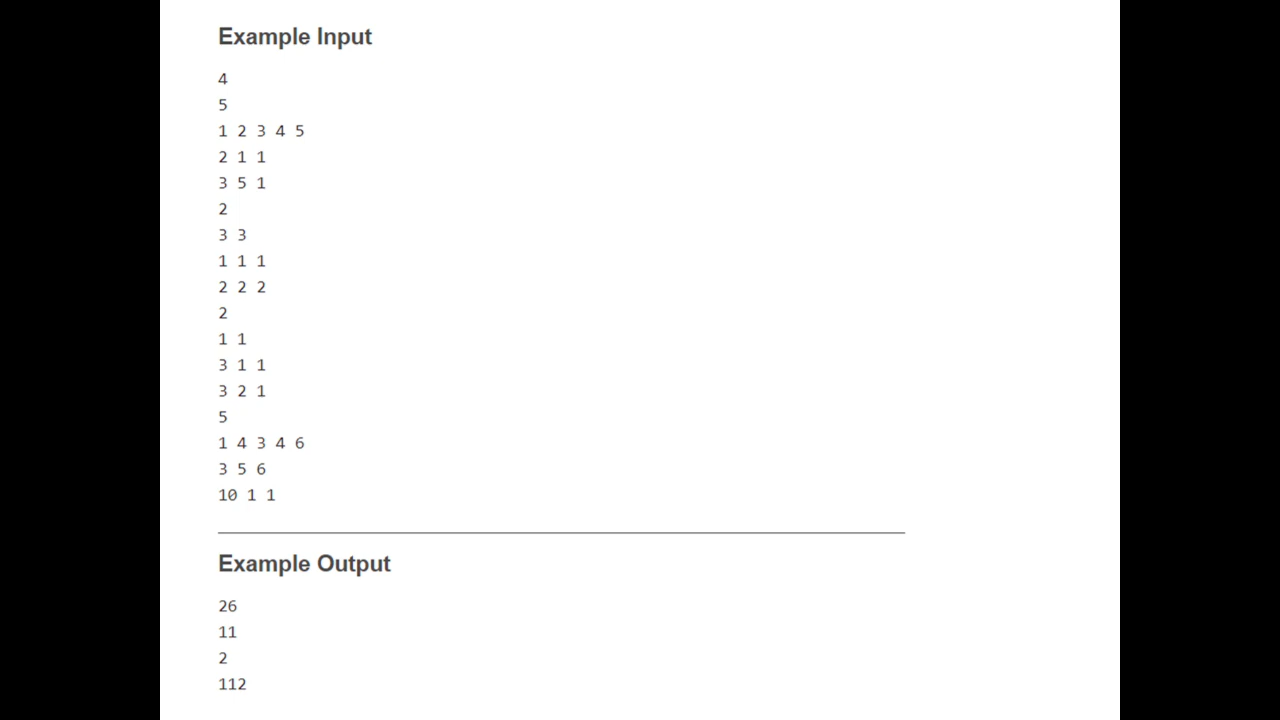 Example Input
4
5
1 2 3 4 5
2 1 1
3 5 1
2
3 3
1 1 1
2 2 2
2
1 1
3 1 1
3 2 1
5
1 4 3 4 6
3 5 6
10 1 1
Example Output
26
11
2
112